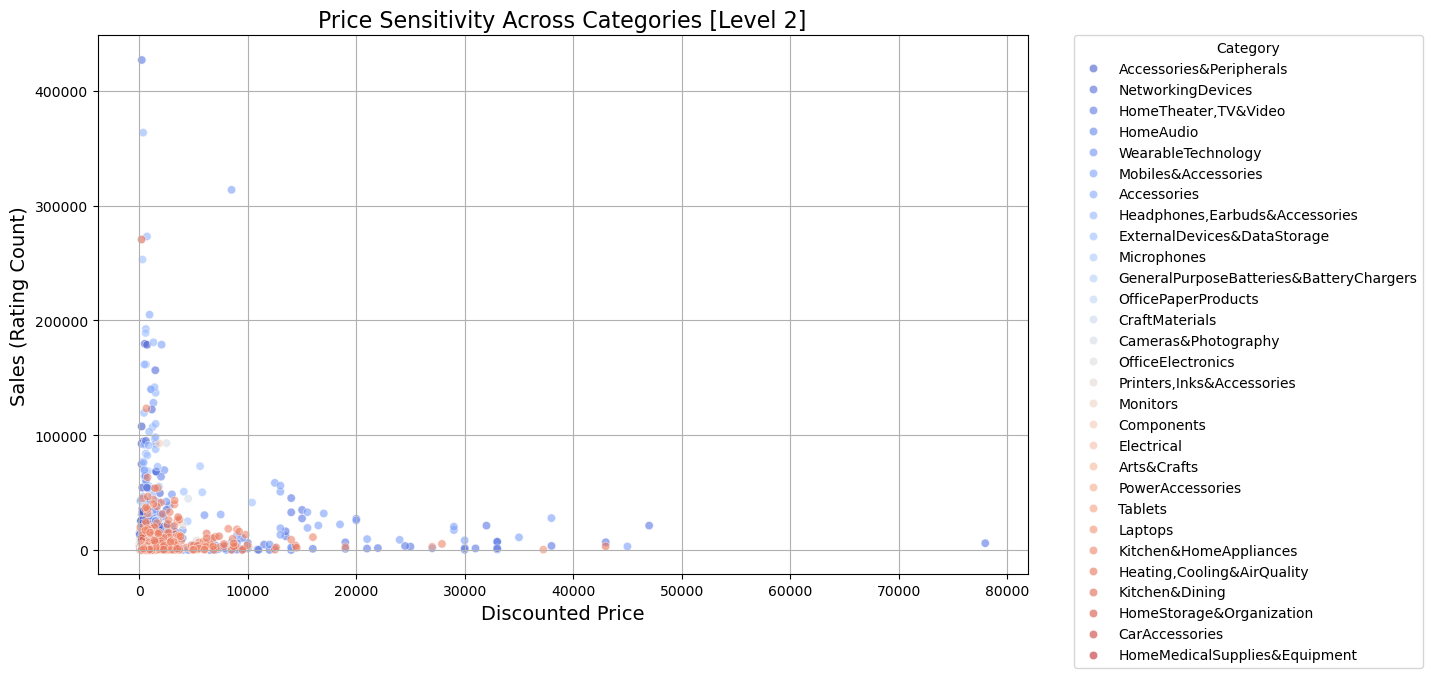 Price Sensitivity Across Categories [Level 2]
Sales (Rating Count)
400000
300000
200000
100000
0
0 10000 20000 30000 40000 50000 60000 70000 80000
Discounted Price
Category
Accessories&Peripherals
NetworkingDevices
HomeTheater,TV&Video
HomeAudio
WearableTechnology
Mobiles&Accessories
Accessories
Headphones,Earbuds&Accessories
ExternalDevices&DataStorage
Microphones
GeneralPurposeBatteries&BatteryChargers
OfficePaperProducts
CraftMaterials
Cameras&Photography
OfficeElectronics
Printers,Inks&Accessories
Monitors
Components
Electrical
Arts&Crafts
PowerAccessories
Tablets
Laptops
Kitchen&HomeAppliances
Heating,Cooling&AirQuality
Kitchen&Dining
HomeStorage&Organization
CarAccessories
HomeMedicalSupplies&Equipment